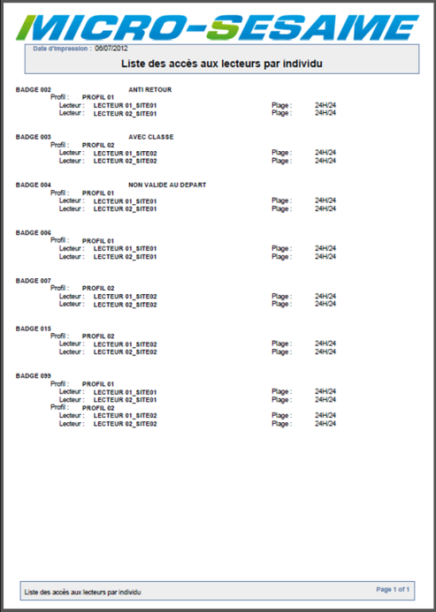 MICRO-SESAME
Date d'impression : 06/07/2012
Liste des accès aux lecteurs par individu
BADGE 002 ANTI RETOUR
Profil : PROFIL 01
Lecteur : LECTEUR 01_SITE01 Plage : 24H/24
Lecteur : LECTEUR 02_SITE01 Plage : 24H/24
BADGE 003 AVEC CLASSE
Profil : PROFIL 02
Lecteur : LECTEUR 01_SITE02 Plage : 24H/24
Lecteur : LECTEUR 02_SITE02 Plage : 24H/24
BADGE 004 NON VALIDE AU DEPART
Profil : PROFIL 01
Lecteur : LECTEUR 01_SITE01 Plage : 24H/24
Lecteur : LECTEUR 02_SITE01 Plage : 24H/24
BADGE 006
Profil : PROFIL 01
Lecteur : LECTEUR 01_SITE01 Plage : 24H/24
Lecteur : LECTEUR 02_SITE01 Plage : 24H/24
BADGE 007
Profil : PROFIL 02
Lecteur : LECTEUR 01_SITE02 Plage : 24H/24
Lecteur : LECTEUR 02_SITE02 Plage : 24H/24
BADGE 015
Profil : PROFIL 02
Lecteur : LECTEUR 01_SITE02 Plage : 24H/24
Lecteur : LECTEUR 02_SITE02 Plage : 24H/24
BADGE 099
Profil : PROFIL 01
Lecteur : LECTEUR 01_SITE01 Plage : 24H/24
Lecteur : LECTEUR 02_SITE01 Plage : 24H/24
Profil : PROFIL 02
Lecteur : LECTEUR 01_SITE02 Plage : 24H/24
Lecteur : LECTEUR 02_SITE02 Plage : 24H/24
Liste des accès aux lecteurs par individu Page 1 of 1